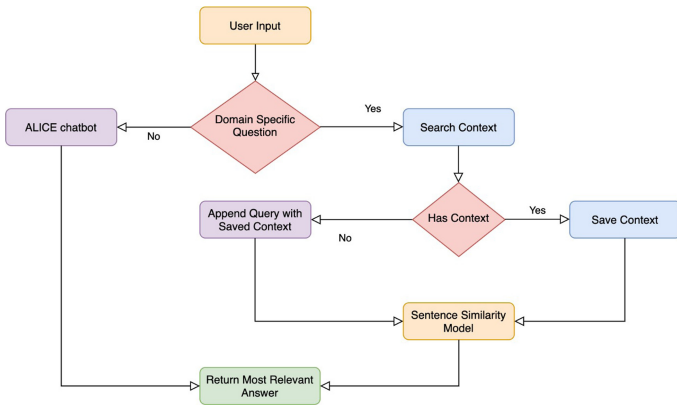 User Input
Domain Specific
Question
Yes
No
ALICE chatbot
Search Context
Has Context
Yes
No
Append Query with
Saved Context
Save Context
Sentence Similarity
Model
Return Most Relevant
Answer